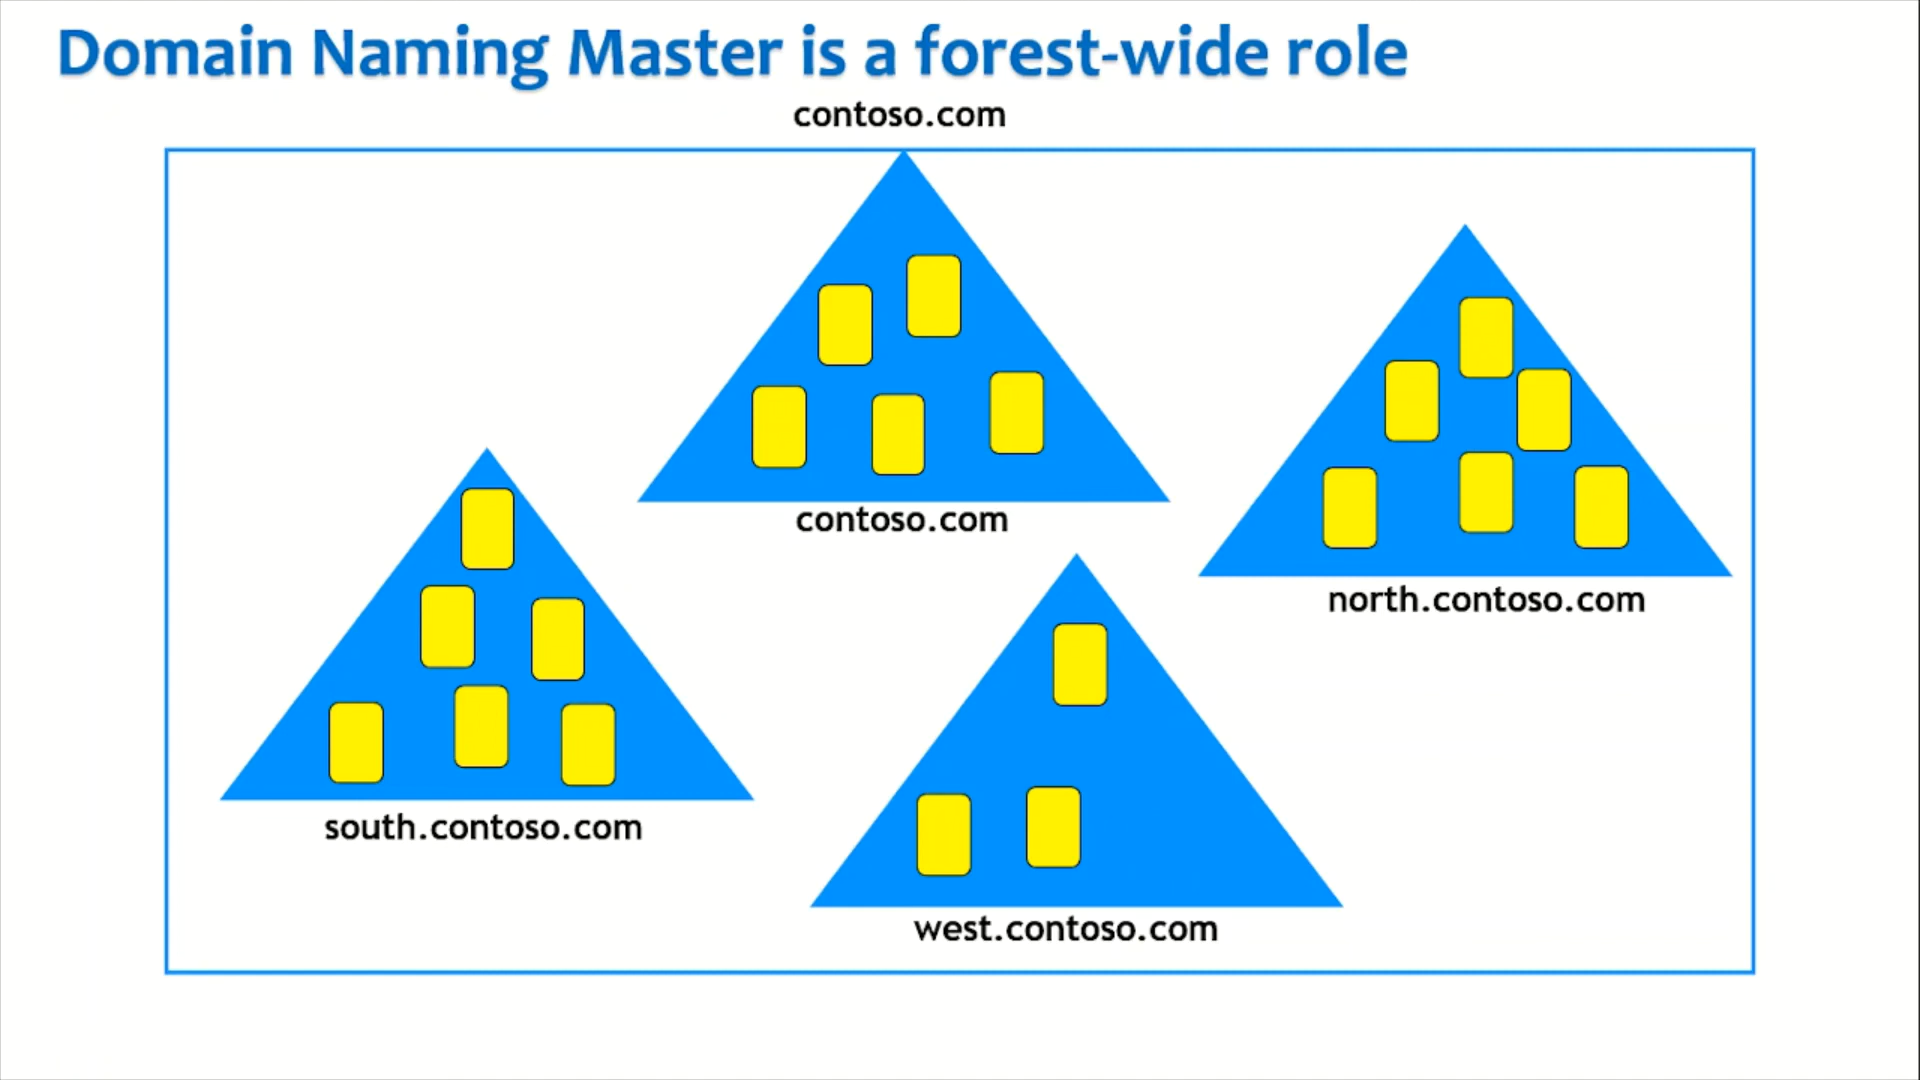 Domain Naming Master is a forest-wide role
contoso.com
contoso.com
north.contoso.com
south.contoso.com
west.contoso.com